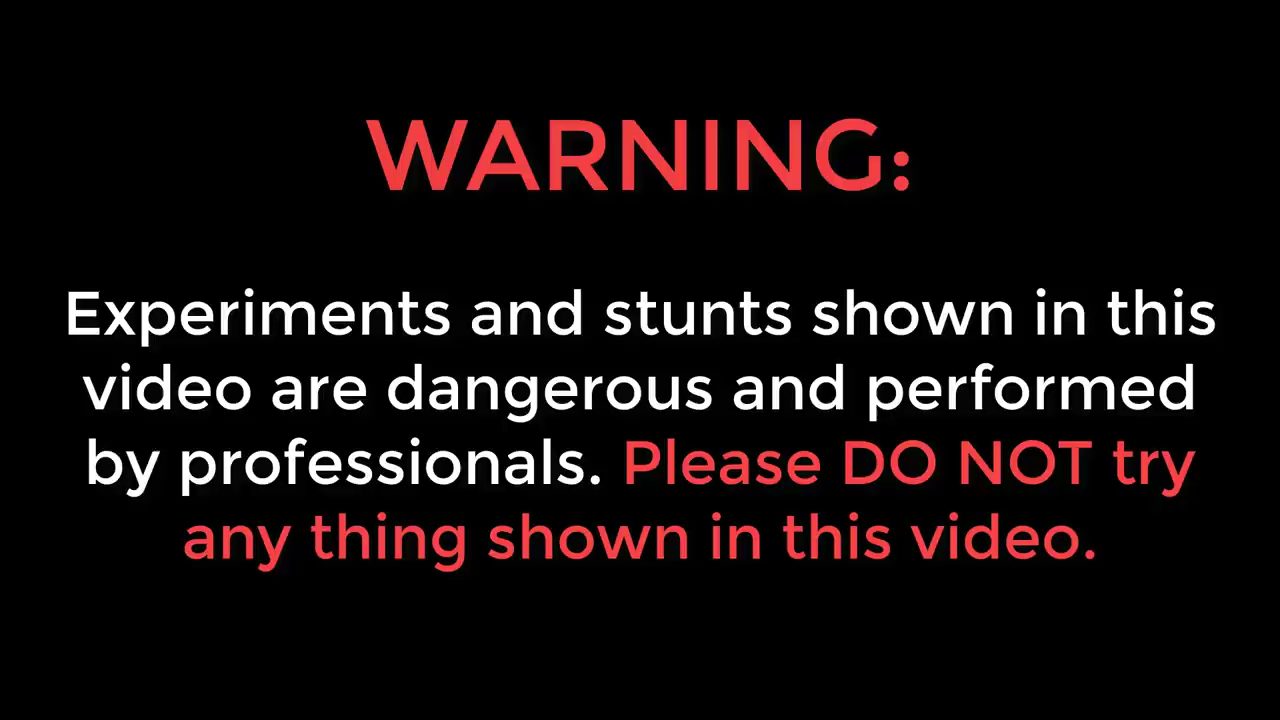 WARNING:
Experiments and stunts shown in this
video are dangerous and performed
by professionals. Please DO NOT try
any thing shown in this video.